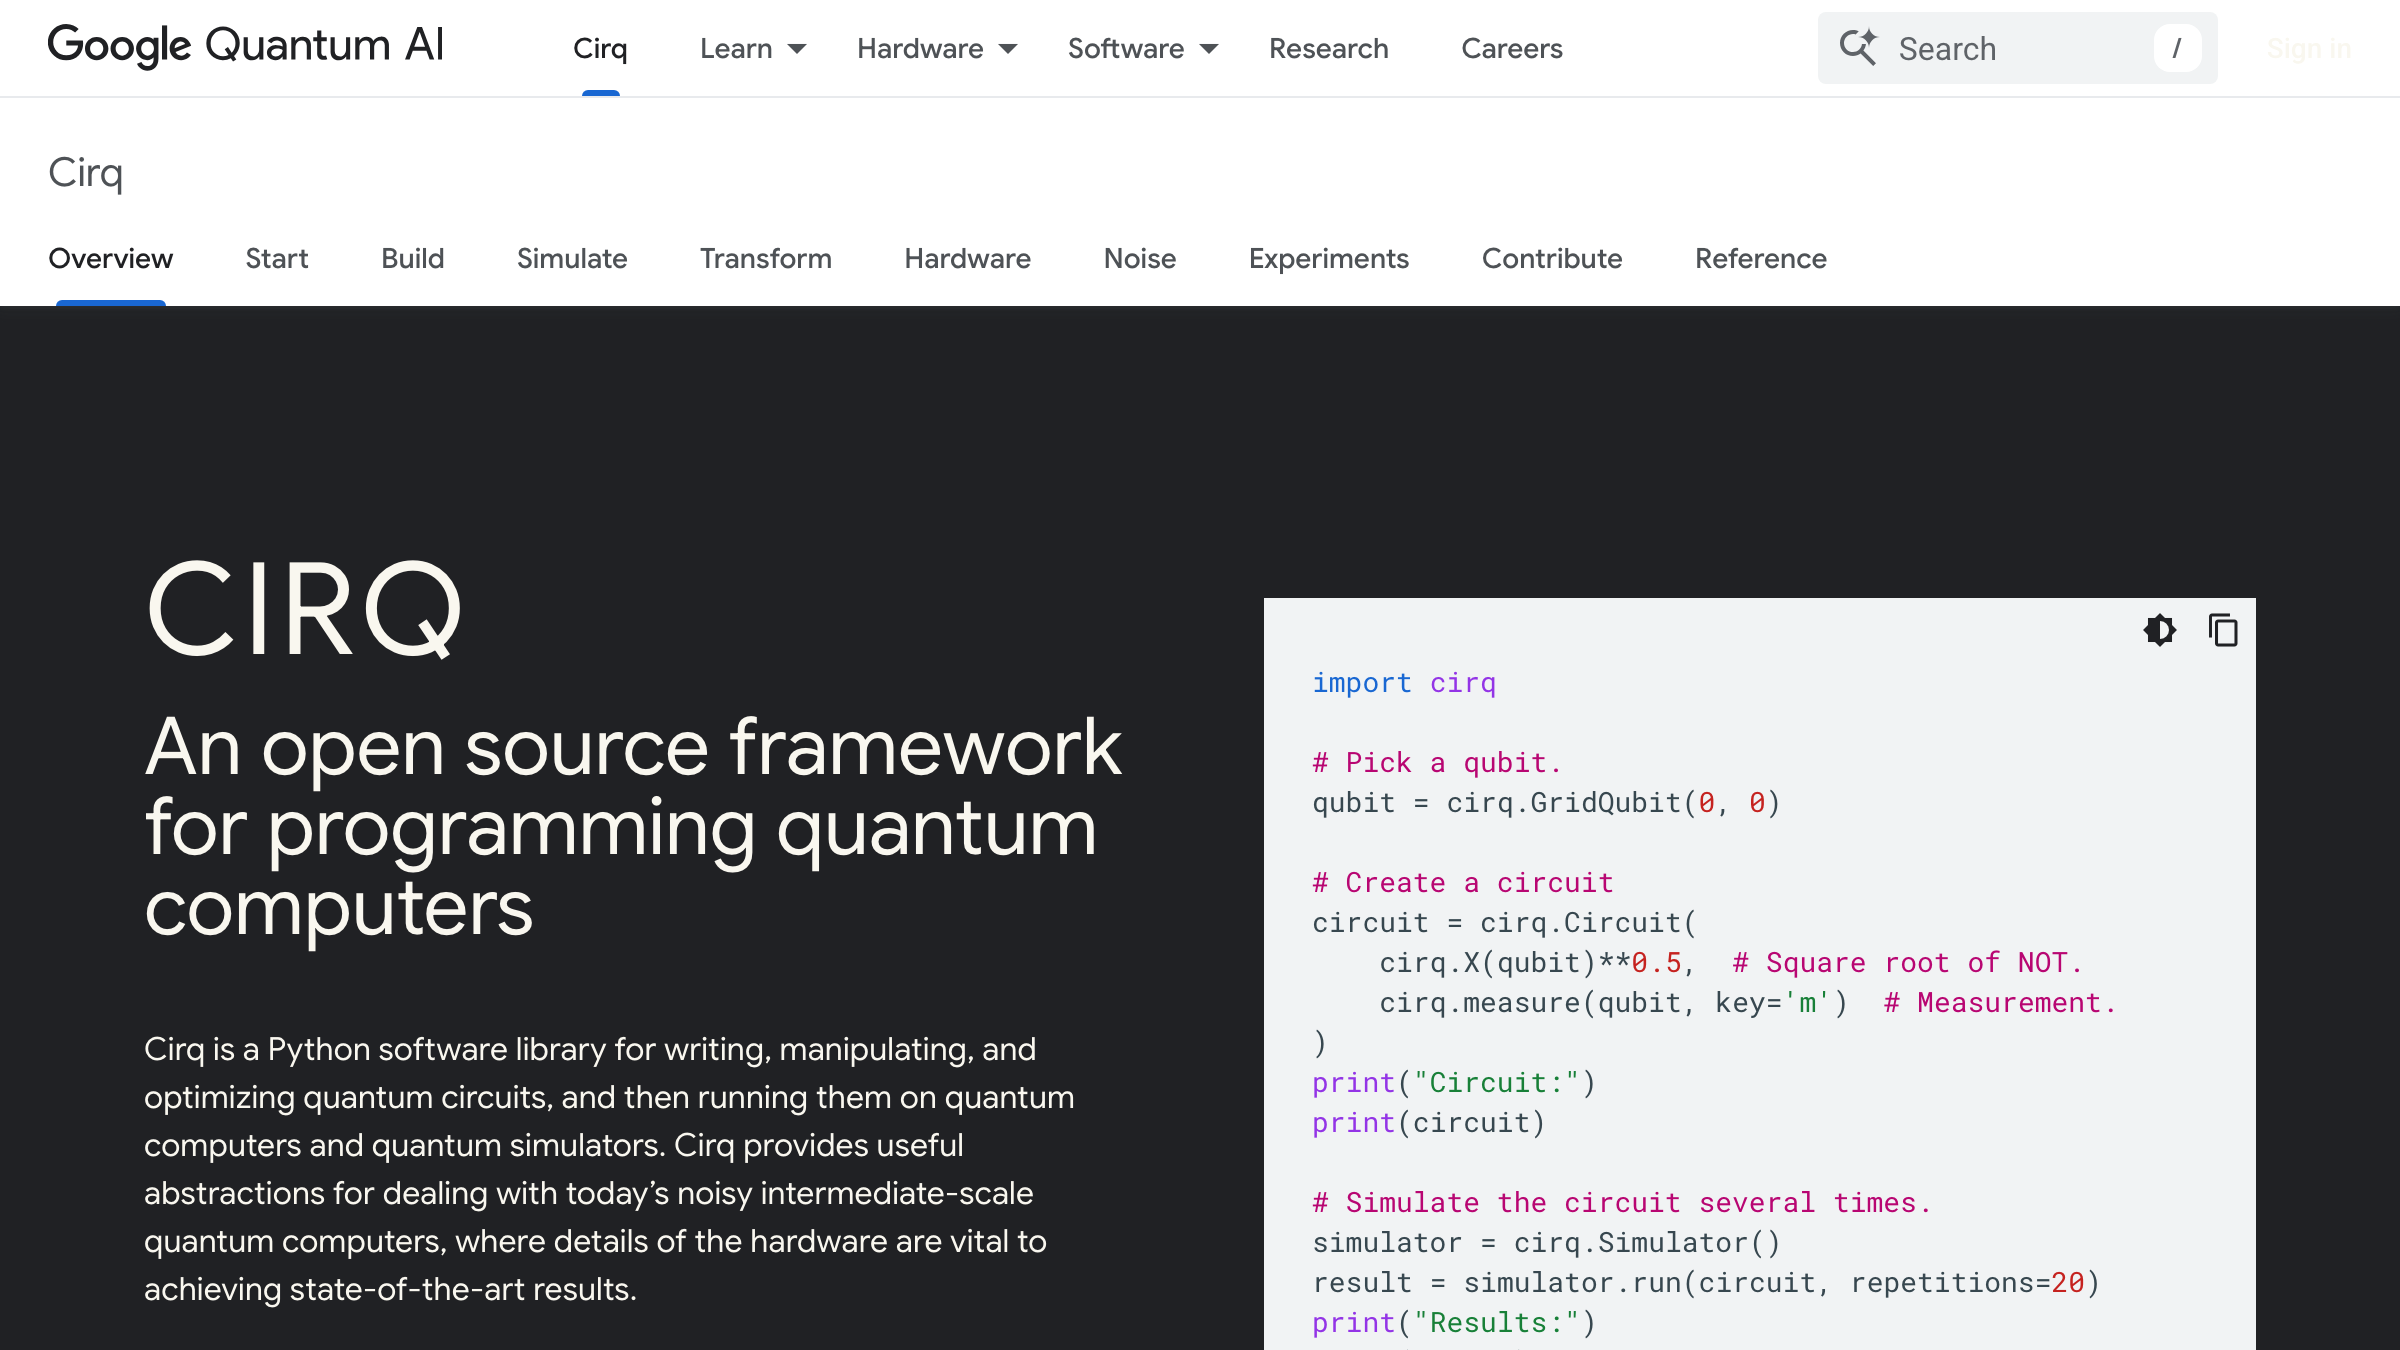 Google Quantum AI Cirq Learn Hardware Software Research Careers Search / Sign in
Cirq
Overview Start Build Simulate Transform Hardware Noise Experiments Contribute Reference
CIRQ
An open source framework
for programming quantum
computers
Cirq is a Python software library for writing, manipulating, and
optimizing quantum circuits, and then running them on quantum
computers and quantum simulators. Cirq provides useful
abstractions for dealing with today’s noisy intermediate-scale
quantum computers, where details of the hardware are vital to
achieving state-of-the-art results.
import cirq
# Pick a qubit.
qubit = cirq.GridQubit(0, 0)
# Create a circuit
circuit = cirq.Circuit(
    cirq.X(qubit)**0.5,  # Square root of NOT.
    cirq.measure(qubit, key='m')  # Measurement.
)
print("Circuit:")
print(circuit)
# Simulate the circuit several times.
simulator = cirq.Simulator()
result = simulator.run(circuit, repetitions=20)
print("Results:")